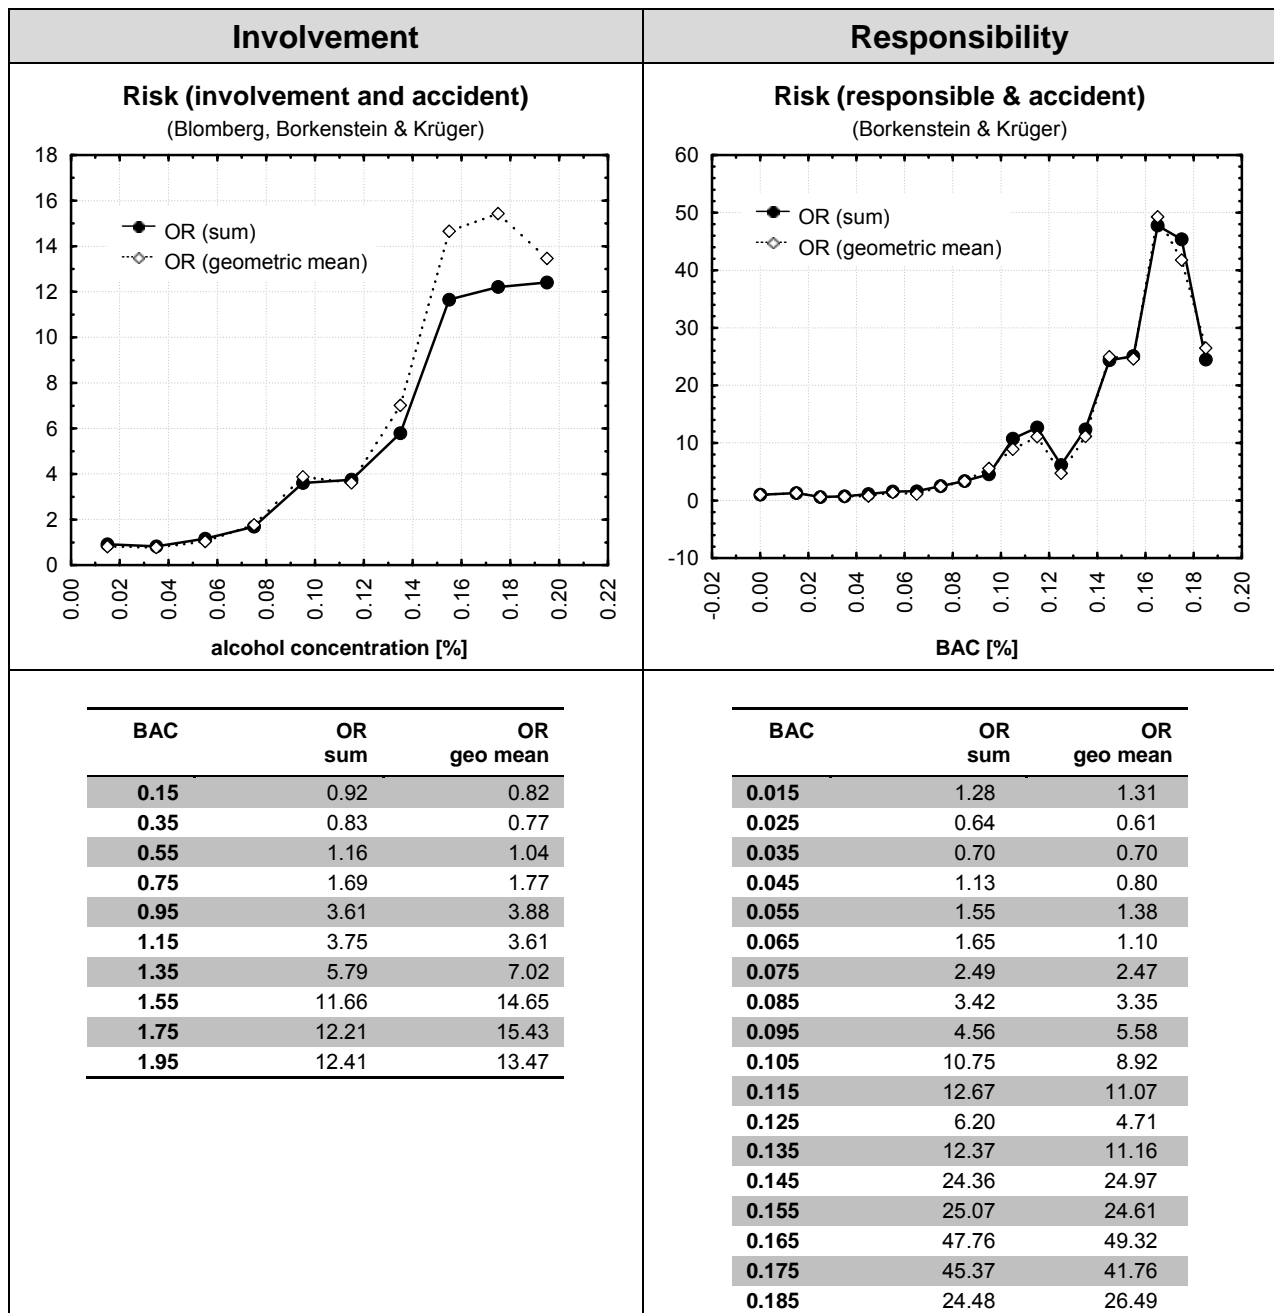 Involvement
Responsibility
Risk (involvement and accident)
(Blomberg, Borkenstein & Krüger)
18
16
14
12
10
8
6
4
2
0
OR (sum)
OR (geometric mean)
0.00 0.02 0.04 0.06 0.08 0.10 0.12 0.14 0.16 0.18 0.20 0.22
alcohol concentration [%]
Risk (responsible & accident)
(Borkenstein & Krüger)
60
50
40
30
20
10
0
-10
OR (sum)
OR (geometric mean)
-0.02 0.00 0.02 0.04 0.06 0.08 0.10 0.12 0.14 0.16 0.18 0.20
BAC [%]
BAC OR OR
sum geo mean
0.15 0.92 0.82
0.35 0.83 0.77
0.55 1.16 1.04
0.75 1.69 1.77
0.95 3.61 3.88
1.15 3.75 3.61
1.35 5.79 7.02
1.55 11.66 14.65
1.75 12.21 15.43
1.95 12.41 13.47
BAC OR OR
sum geo mean
0.015 1.28 1.31
0.025 0.64 0.61
0.035 0.70 0.70
0.045 1.13 0.80
0.055 1.55 1.38
0.065 1.65 1.10
0.075 2.49 2.47
0.085 3.42 3.35
0.095 4.56 5.58
0.105 10.75 8.92
0.115 12.67 11.07
0.125 6.20 4.71
0.135 12.37 11.16
0.145 24.36 24.97
0.155 25.07 24.61
0.165 47.76 49.32
0.175 45.37 41.76
0.185 24.48 26.49